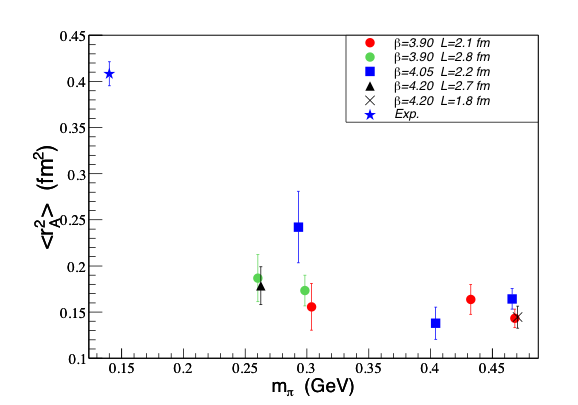 0.45
0.4
0.35
0.3
0.25
0.2
0.15
0.1
<r²A> (fm²)
β=3.90 L=2.1 fm
β=3.90 L=2.8 fm
β=4.05 L=2.2 fm
β=4.20 L=2.7 fm
β=4.20 L=1.8 fm
Exp.
0.15 0.2 0.25 0.3 0.35 0.4 0.45
mπ (GeV)